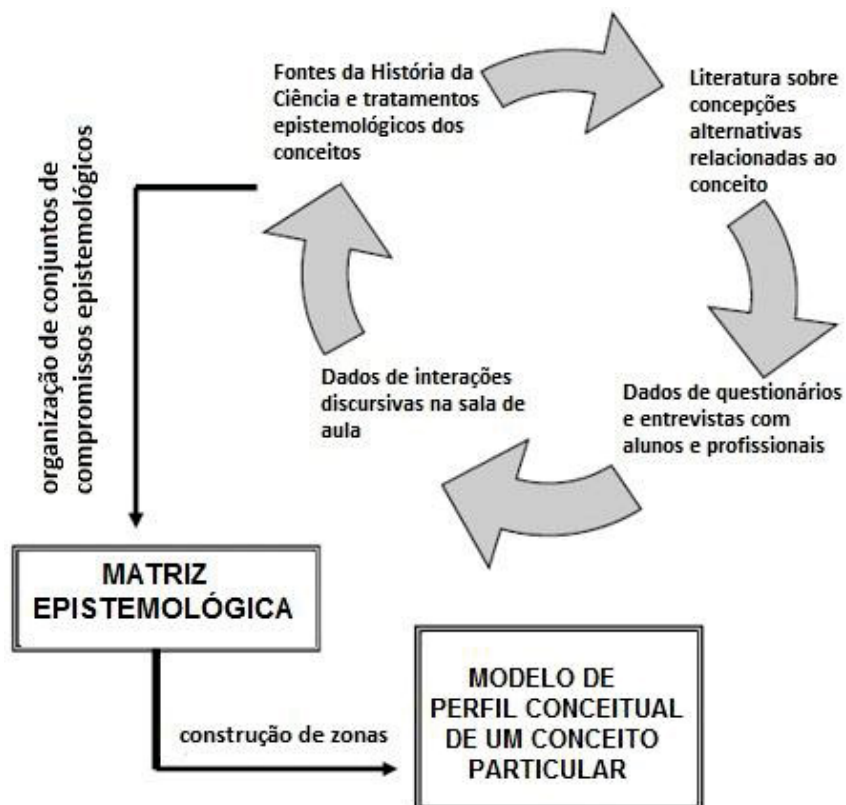 Fontes da História da
Ciência e tratamentos
epistemológicos dos
conceitos
Literatura sobre
concepções
alternativas
relacionadas ao
conceito
Dados de questionários
e entrevistas com
alunos e profissionais
Dados de interações
discursivas na sala de
aula
organização de conjuntos de
compromissos epistemológicos
MATRIZ
EPISTEMOLÓGICA
construção de zonas
MODELO DE
PERFIL CONCEITUAL
DE UM CONCEITO
PARTICULAR